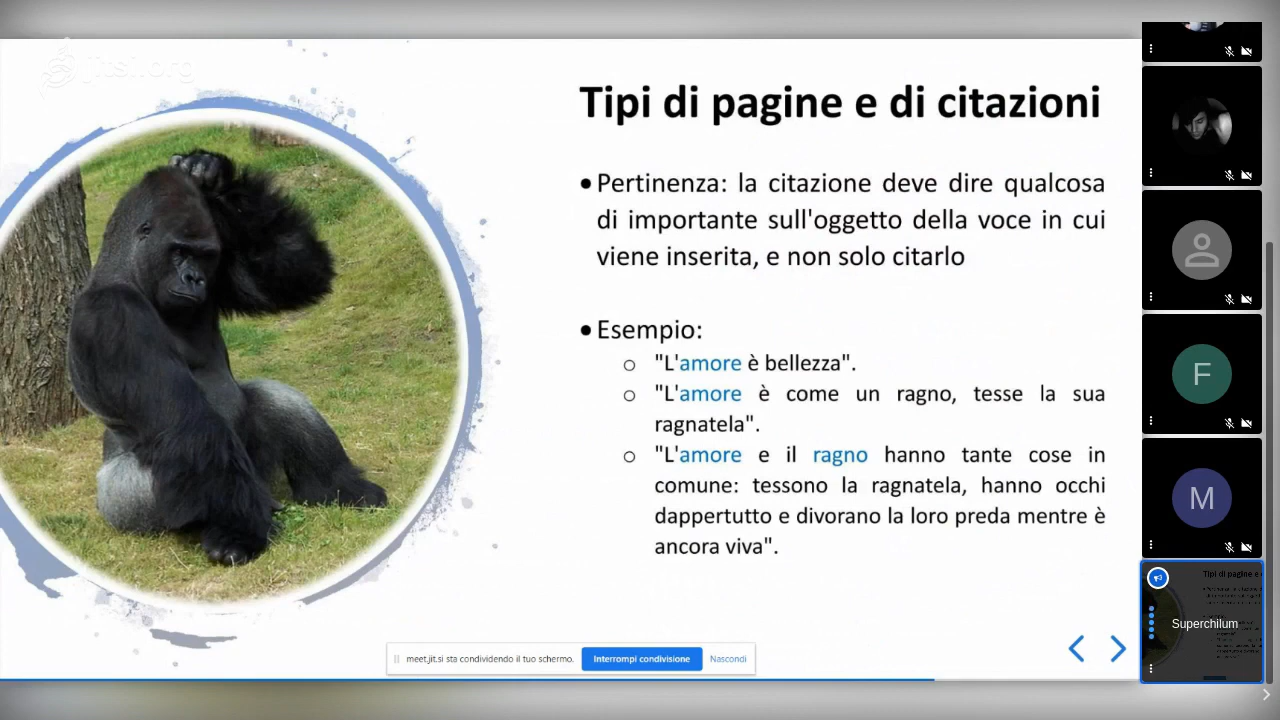 jitsi.org
Tipi di pagine e di citazioni
• Pertinenza: la citazione deve dire qualcosa
di importante sull'oggetto della voce in cui
viene inserita, e non solo citarlo
• Esempio:
o "L'amore è bellezza".
o "L'amore è come un ragno, tesse la sua
ragnatela".
o "L'amore e il ragno hanno tante cose in
comune: tessono la ragnatela, hanno occhi
dappertutto e divorano la loro preda mentre è
ancora viva".
meet.jit.si sta condividendo il tuo schermo. Interrompi condivisione Nascondi
F
M
Tipi di pagine e
Superchilum